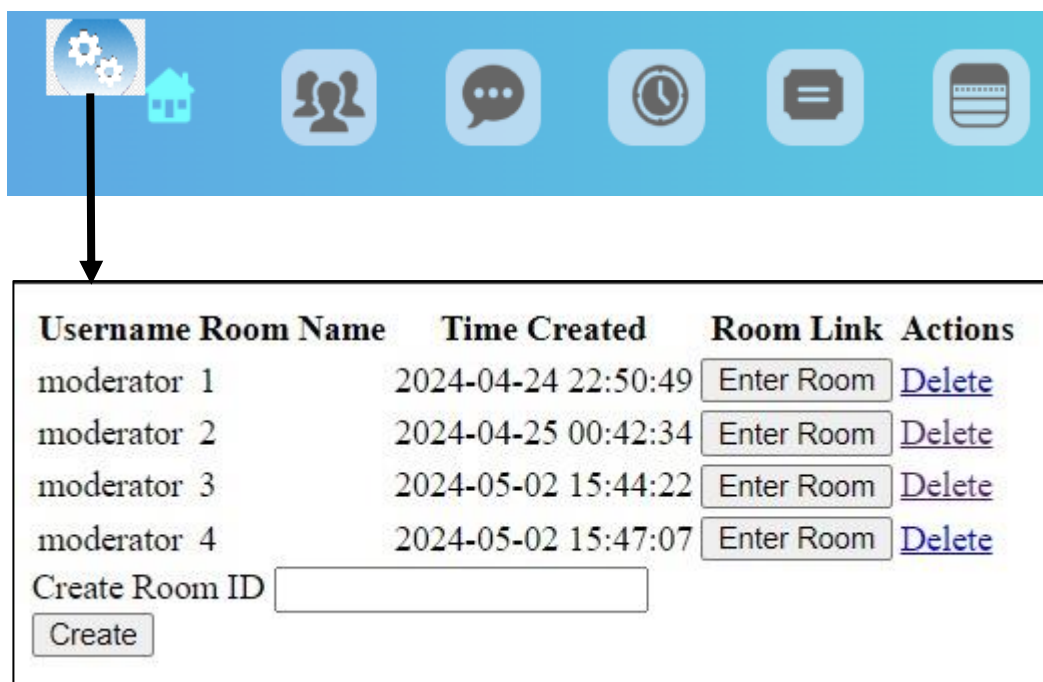 Username Room Name Time Created Room Link Actions
moderator 1 2024-04-24 22:50:49 Enter Room Delete
moderator 2 2024-04-25 00:42:34 Enter Room Delete
moderator 3 2024-05-02 15:44:22 Enter Room Delete
moderator 4 2024-05-02 15:47:07 Enter Room Delete
Create Room ID
Create